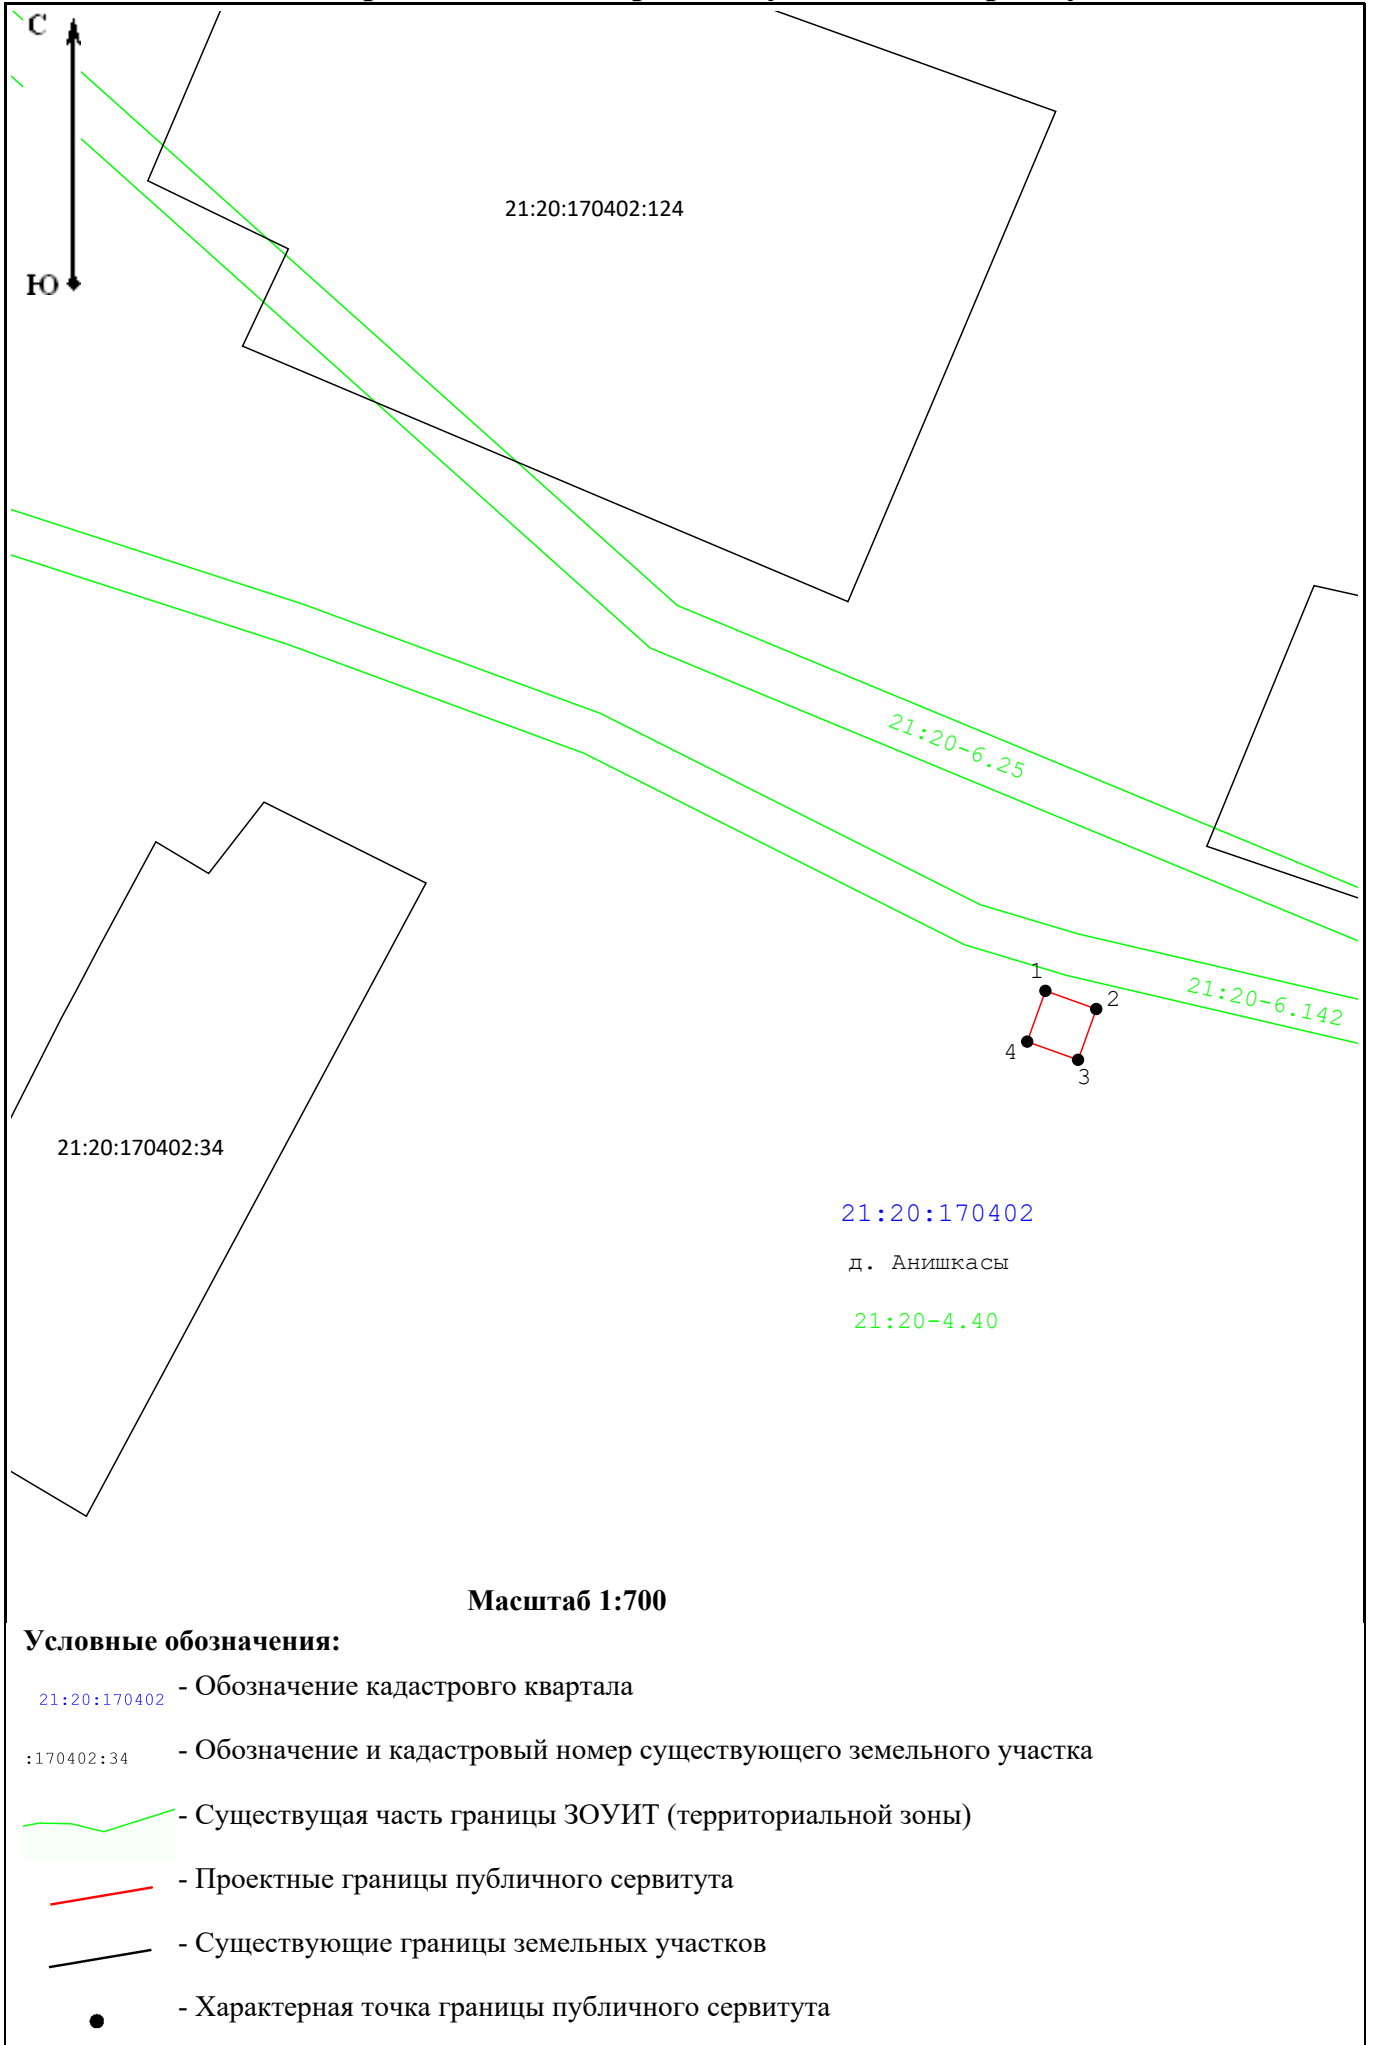 С
Ю
21:20:170402:124
21:20-6.25
21:20-6.142
1
2
4
3
21:20:170402:34
21:20:170402
д. Анишкасы
21:20-4.40
Масштаб 1:700
Условные обозначения:
21:20:170402 - Обозначение кадастровго квартала
:170402:34 - Обозначение и кадастровый номер существующего земельного участка
- Существущая часть границы ЗОУИТ (территориальной зоны)
- Проектные границы публичного сервитута
- Существующие границы земельных участков
- Характерная точка границы публичного сервитута